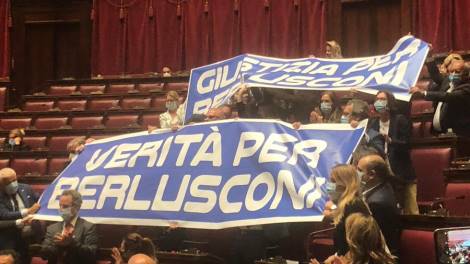 GIUSTIZIA PER
BERLUSCONI
VERITÀ PER
BERLUSCONI